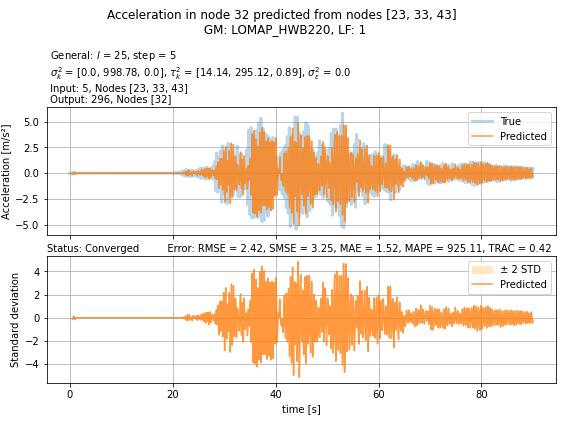 Acceleration in node 32 predicted from nodes [23, 33, 43]
GM: LOMAP_HWB220, LF: 1
General: l = 25, step = 5
σ²ₖ = [0.0, 998.78, 0.0], τ²ₖ = [14.14, 295.12, 0.89], σ²ε = 0.0
Input: 5, Nodes [23, 33, 43]
Output: 296, Nodes [32]
Acceleration [m/s²]
5.0
2.5
0.0
−2.5
−5.0
True
Predicted
Status: Converged Error: RMSE = 2.42, SMSE = 3.25, MAE = 1.52, MAPE = 925.11, TRAC = 0.42
Standard deviation
4
2
0
−2
−4
± 2 STD
Predicted
0 20 40 60 80
time [s]